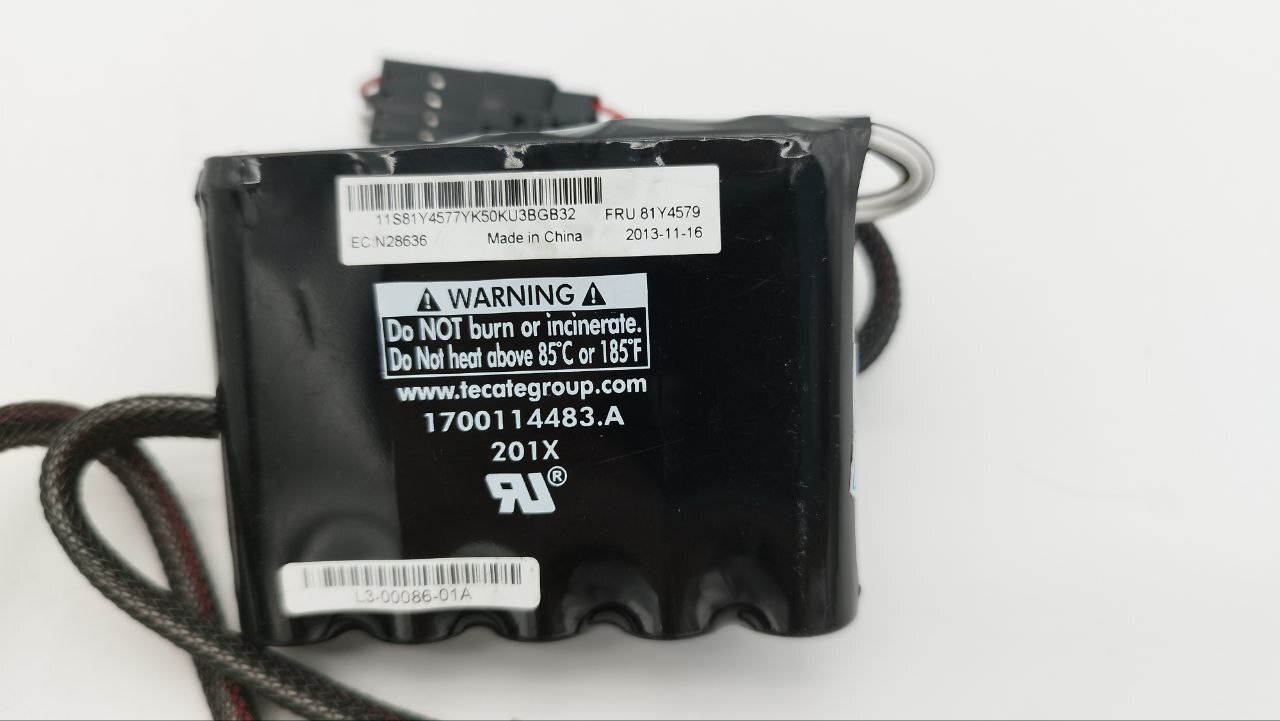 11S81Y4577YK50KU3BGB32 FRU 81Y4579
EC:N28636 Made in China 2013-11-16
WARNING
Do NOT burn or incinerate.
Do Not heat above 85°C or 185°F
www.tecategroup.com
1700114483.A
201X
RU®
L3-00086-01A